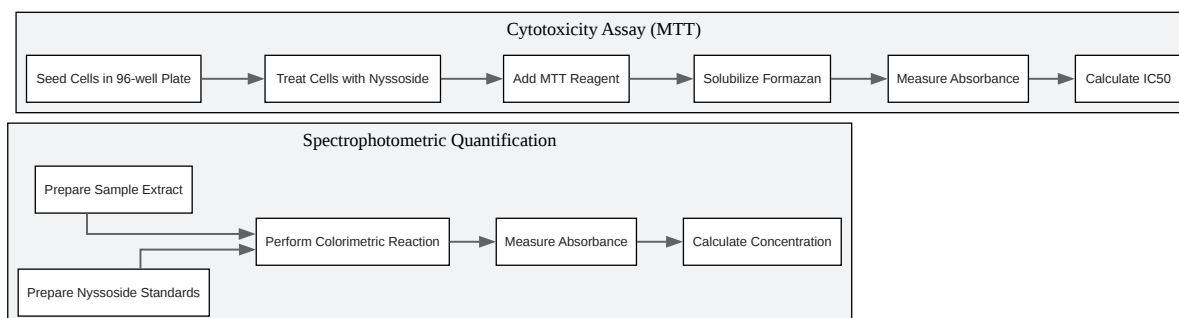 Cytotoxicity Assay (MTT)
Seed Cells in 96-well Plate
Treat Cells with Nyssoside
Add MTT Reagent
Solubilize Formazan
Measure Absorbance
Calculate IC50
Spectrophotometric Quantification
Prepare Sample Extract
Prepare Nyssoside Standards
Perform Colorimetric Reaction
Measure Absorbance
Calculate Concentration